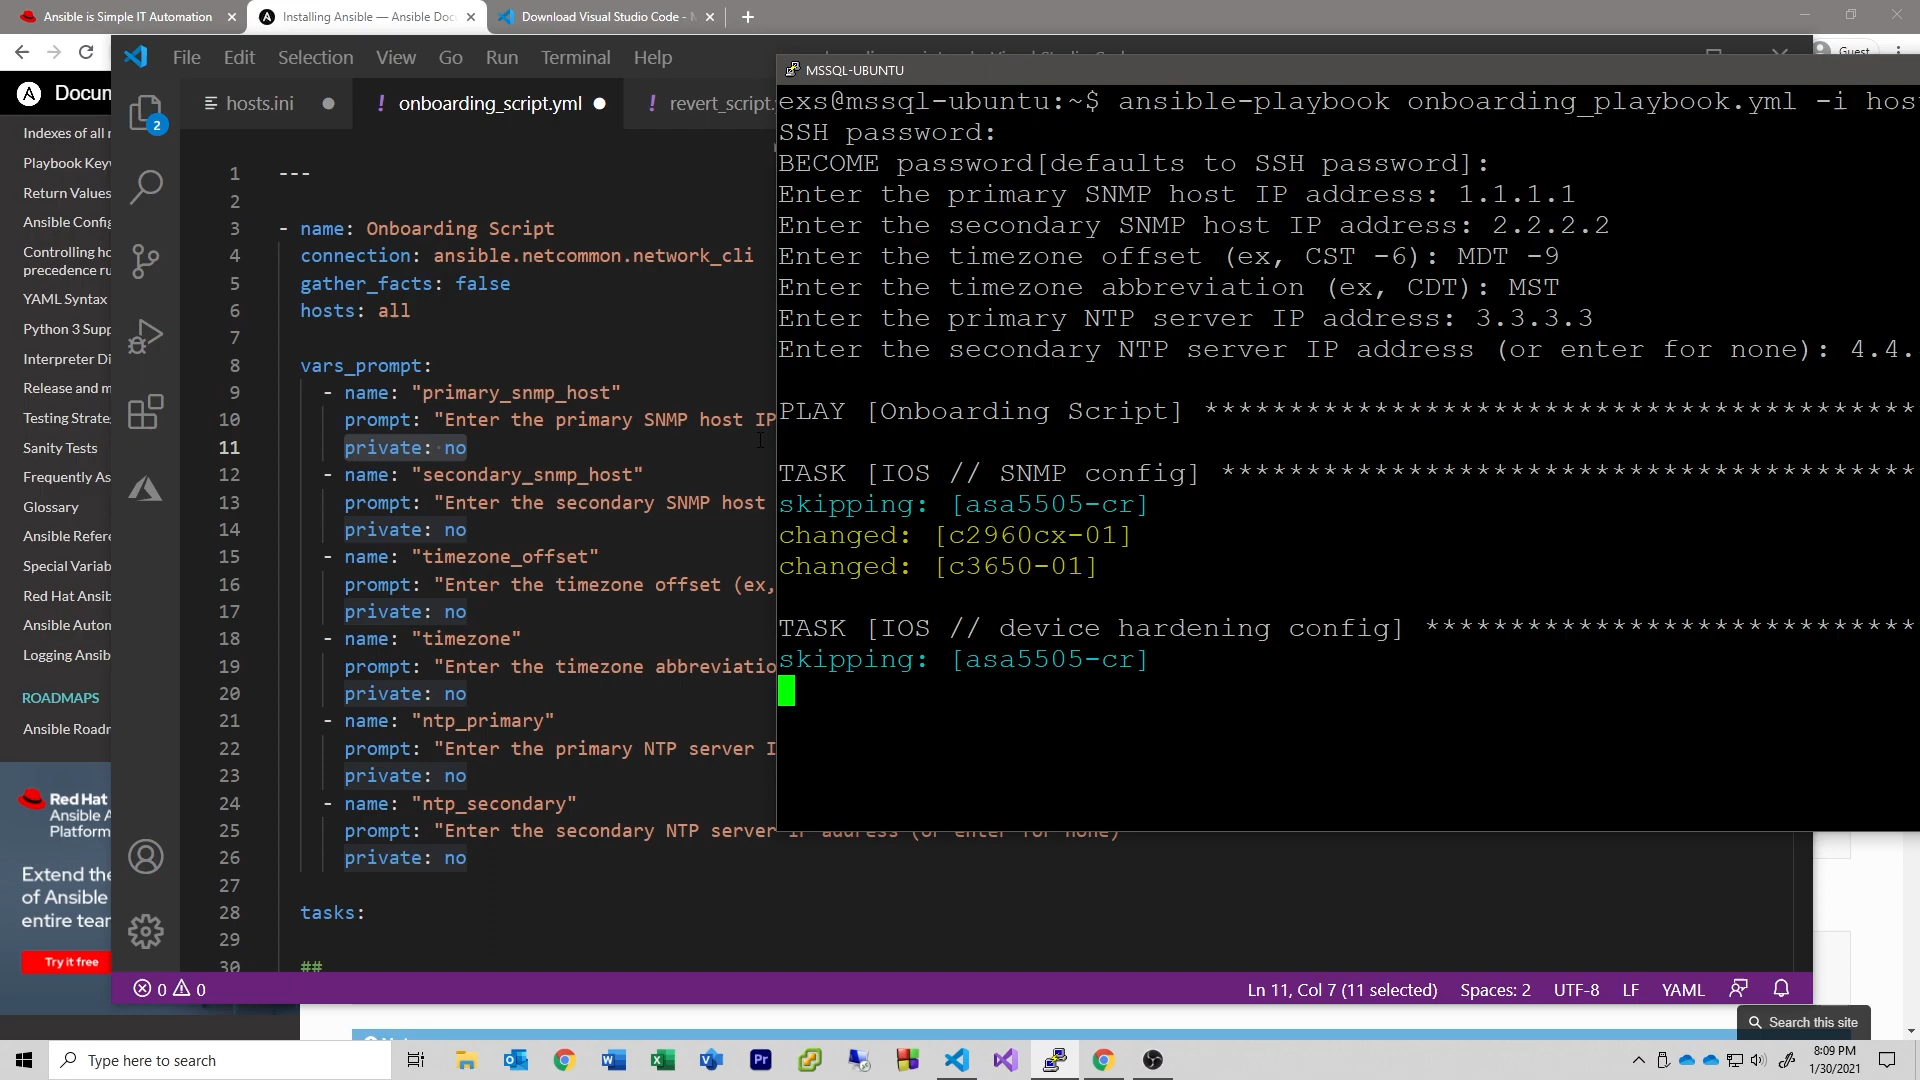 Ansible is Simple IT Automation
Installing Ansible — Ansible Docu
Download Visual Studio Code -
Guest
File Edit Selection View Go Run Terminal Help
Docum
Indexes of all
Playbook Key
Return Values
Ansible Config
Controlling ho
precedence ru
YAML Syntax
Python 3 Supp
Interpreter Di
Release and m
Testing Strate
Sanity Tests
Frequently As
Glossary
Ansible Refere
Special Variab
Red Hat Ansib
Ansible Autom
Logging Ansib
ROADMAPS
Ansible Roadm
Red Hat
Ansible A
Platform
Extend the
of Ansible
entire tear
Try it free
2
hosts.ini
! onboarding_script.yml
! revert_script.
1 ---
2
3 - name: Onboarding Script
4 connection: ansible.netcommon.network_cli
5 gather_facts: false
6 hosts: all
7
8 vars_prompt:
9 - name: "primary_snmp_host"
10 prompt: "Enter the primary SNMP host IP
11 private: no
12 - name: "secondary_snmp_host"
13 prompt: "Enter the secondary SNMP host
14 private: no
15 - name: "timezone_offset"
16 prompt: "Enter the timezone offset (ex,
17 private: no
18 - name: "timezone"
19 prompt: "Enter the timezone abbreviatio
20 private: no
21 - name: "ntp_primary"
22 prompt: "Enter the primary NTP server I
23 private: no
24 - name: "ntp_secondary"
25 prompt: "Enter the secondary NTP server IP address (or enter for none)
26 private: no
27
28 tasks:
29
30 ##
MSSQL-UBUNTU
exs@mssql-ubuntu:~$ ansible-playbook onboarding_playbook.yml -i hos
SSH password:
BECOME password[defaults to SSH password]:
Enter the primary SNMP host IP address: 1.1.1.1
Enter the secondary SNMP host IP address: 2.2.2.2
Enter the timezone offset (ex, CST -6): MDT -9
Enter the timezone abbreviation (ex, CDT): MST
Enter the primary NTP server IP address: 3.3.3.3
Enter the secondary NTP server IP address (or enter for none): 4.4.
PLAY [Onboarding Script] ******************************************
TASK [IOS // SNMP config] *****************************************
skipping: [asa5505-cr]
changed: [c2960cx-01]
changed: [c3650-01]
TASK [IOS // device hardening config] *****************************
skipping: [asa5505-cr]
0 0
Ln 11, Col 7 (11 selected) Spaces: 2 UTF-8 LF YAML
Search this site
Type here to search
8:09 PM
1/30/2021